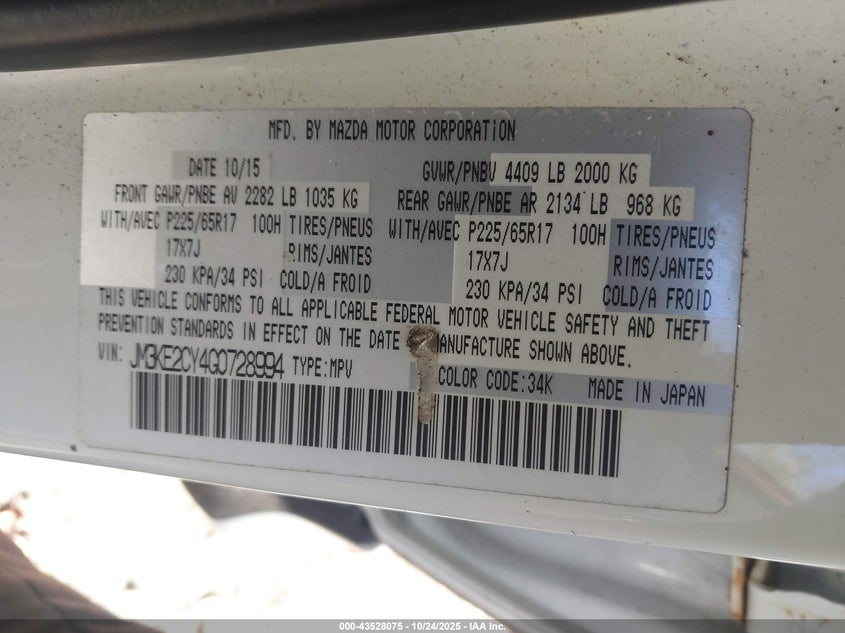 MFD. BY MAZDA MOTOR CORPORATION
DATE 10/15 GVWR/PNBV 4409 LB 2000 KG
FRONT GAWR/PNBE AV 2282 LB 1035 KG REAR GAWR/PNBE AR 2134 LB 968 KG
WITH/AVEC P225/65R17 100H TIRES/PNEUS WITH/AVEC P225/65R17 100H TIRES/PNEUS
17X7J RIMS/JANTES 17X7J RIMS/JANTES
230 KPA/34 PSI COLD/A FROID 230 KPA/34 PSI COLD/A FROID
THIS VEHICLE CONFORMS TO ALL APPLICABLE FEDERAL MOTOR VEHICLE SAFETY AND THEFT
PREVENTION STANDARDS IN EFFECT ON THE DATE MANUFACTURE SHOWN ABOVE.
VIN: JM3KE2CY4G0728994 TYPE:MPV
COLOR CODE:34K MADE IN JAPAN
000-43528075 - 10/24/2025 - IAA Inc.